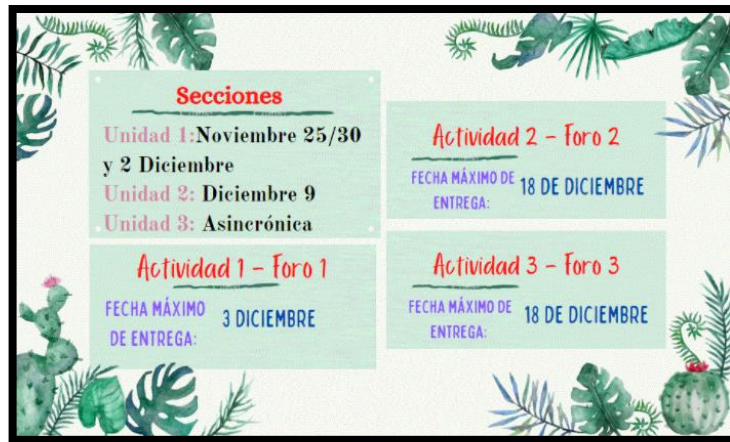 Secciones
Unidad 1:Noviembre 25/30
y 2 Diciembre
Unidad 2: Diciembre 9
Unidad 3: Asincrónica
Actividad 1 - Foro 1
FECHA MÁXIMO
DE ENTREGA:
3 DICIEMBRE
Actividad 2 - Foro 2
FECHA MÁXIMO DE
ENTREGA:
18 DE DICIEMBRE
Actividad 3 - Foro 3
FECHA MÁXIMO DE
ENTREGA:
18 DE DICIEMBRE